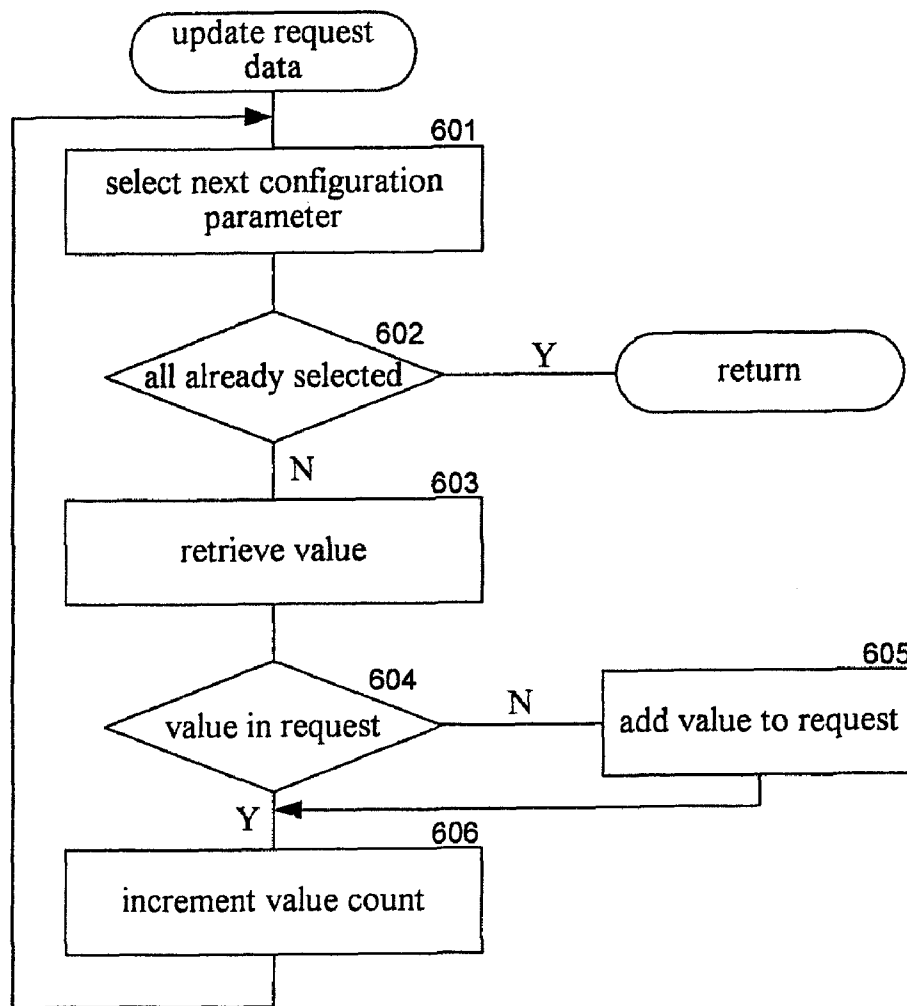 update request
data
601
select next configuration
parameter
602
all already selected
Y
return
N
603
retrieve value
604
value in request
N
605
add value to request
Y
606
increment value count